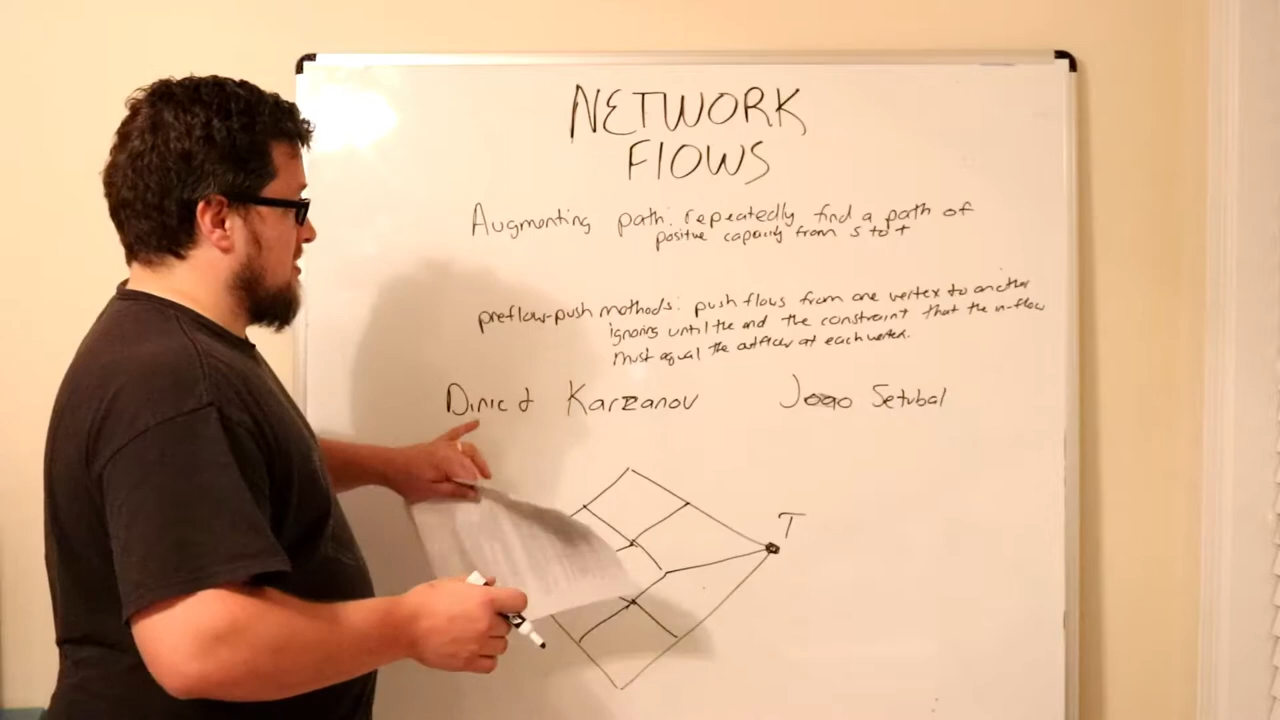 NETWORK
FLOWS
Augmenting path: repeatedly find a path of
positive capacity from s to t
preflow-push methods: push flows from one vertex to another
ignoring until the end the constraint that the in-flow
must equal the outflow at each vertex.
Dinic & Karzanov
Joao Setubal
T